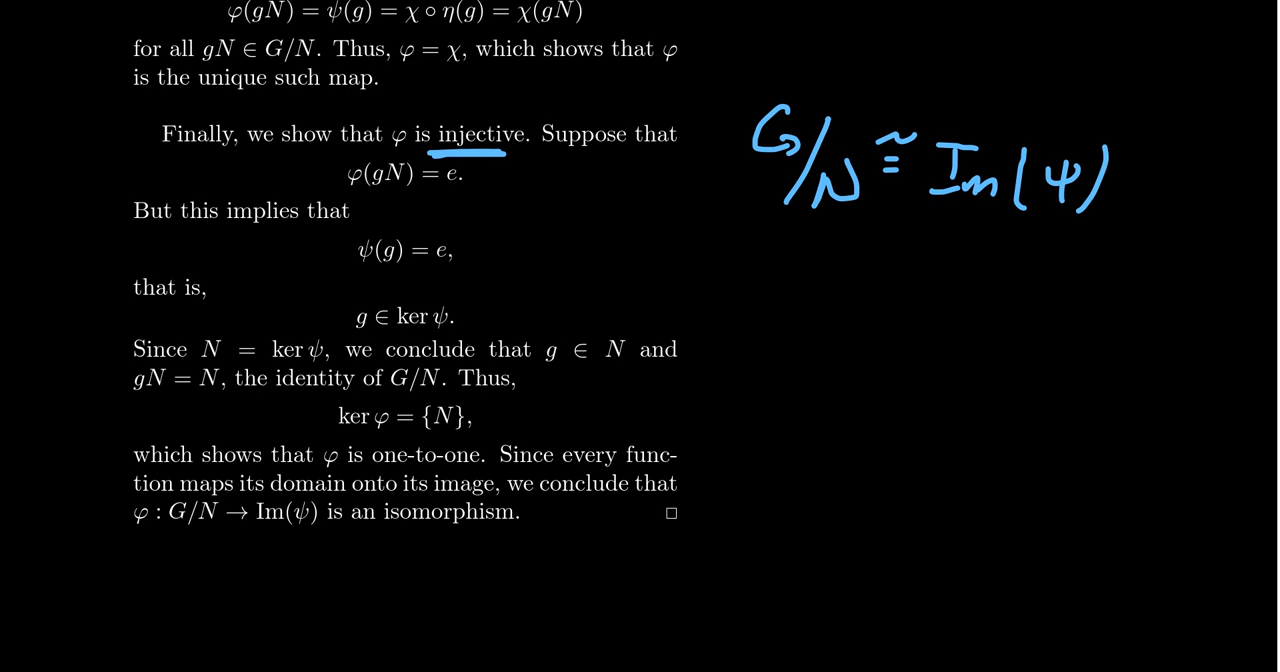 φ(gN) = ψ(g) = χ ∘ η(g) = χ(gN)
for all gN ∈ G/N. Thus, φ = χ, which shows that φ
is the unique such map.
Finally, we show that φ is injective. Suppose that
φ(gN) = e.
But this implies that
ψ(g) = e,
that is,
g ∈ ker ψ.
Since N = ker ψ, we conclude that g ∈ N and
gN = N, the identity of G/N. Thus,
ker φ = {N},
which shows that φ is one-to-one. Since every func-
tion maps its domain onto its image, we conclude that
φ : G/N → Im(ψ) is an isomorphism. □
G/N ≅ Im(ψ)